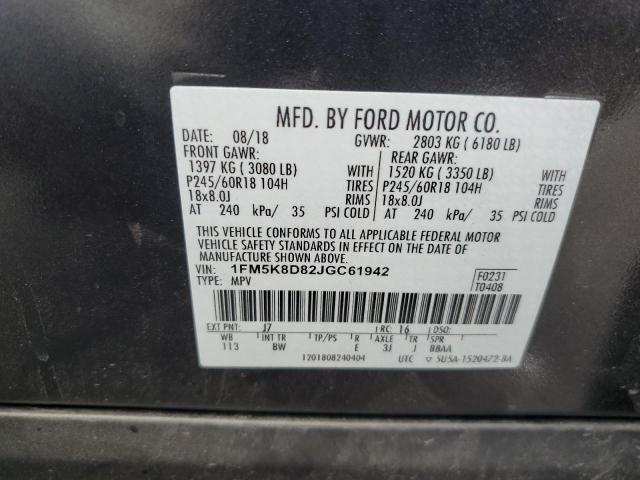 MFD. BY FORD MOTOR CO.
DATE: 08/18 GVWR: 2803 KG ( 6180 LB)
FRONT GAWR: REAR GAWR:
1397 KG ( 3080 LB) WITH 1520 KG ( 3350 LB) WITH
P245/60R18 104H TIRES P245/60R18 104H TIRES
18x8.0J RIMS 18x8.0J RIMS
AT 240 kPa/ 35 PSI COLD AT 240 kPa/ 35 PSI COLD
THIS VEHICLE CONFORMS TO ALL APPLICABLE FEDERAL MOTOR
VEHICLE SAFETY STANDARDS IN EFFECT ON THE DATE OF
MANUFACTURE SHOWN ABOVE.
VIN: 1FM5K8D82JGC61942 F0231
TYPE: MPV T0408
EXT PNT: J7 RC: 16 DSO:
WB INT TR TP/PS R AXLE TR SPR
113 BW E 3J J BBAA
1201808240404 UTC ▽ 5U5A-1520472-BA